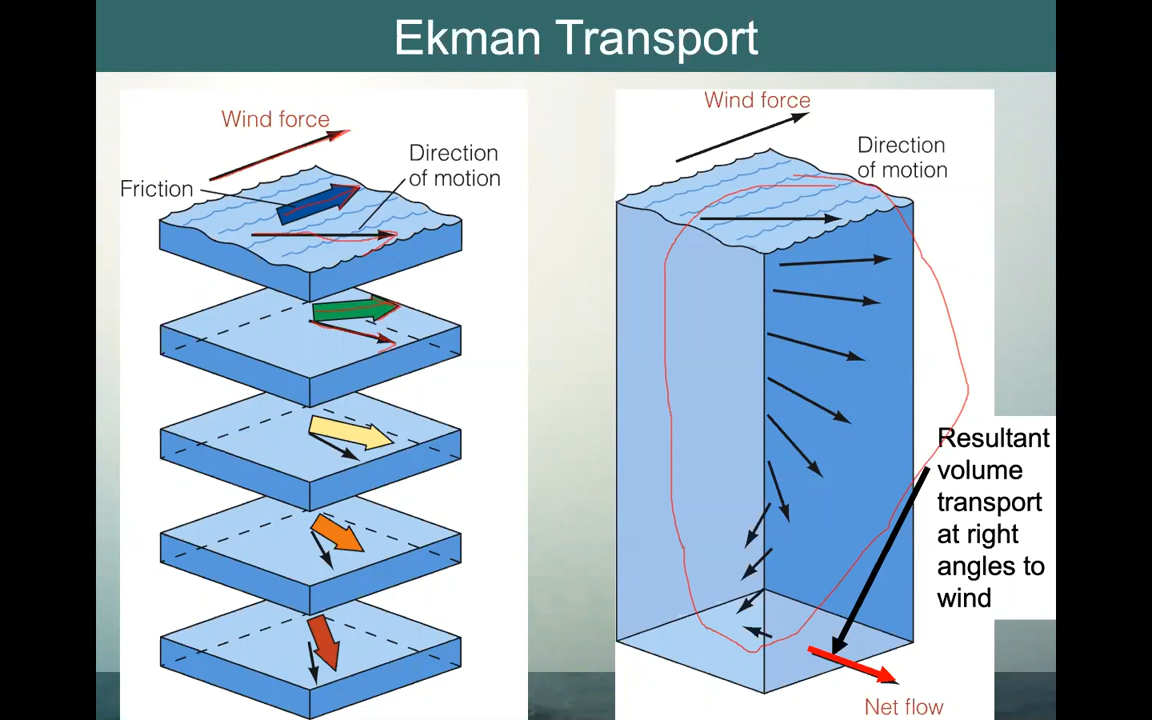 Ekman Transport
Wind force
Direction
of motion
Friction
Wind force
Direction
of motion
Resultant
volume
transport
at right
angles to
wind
Net flow